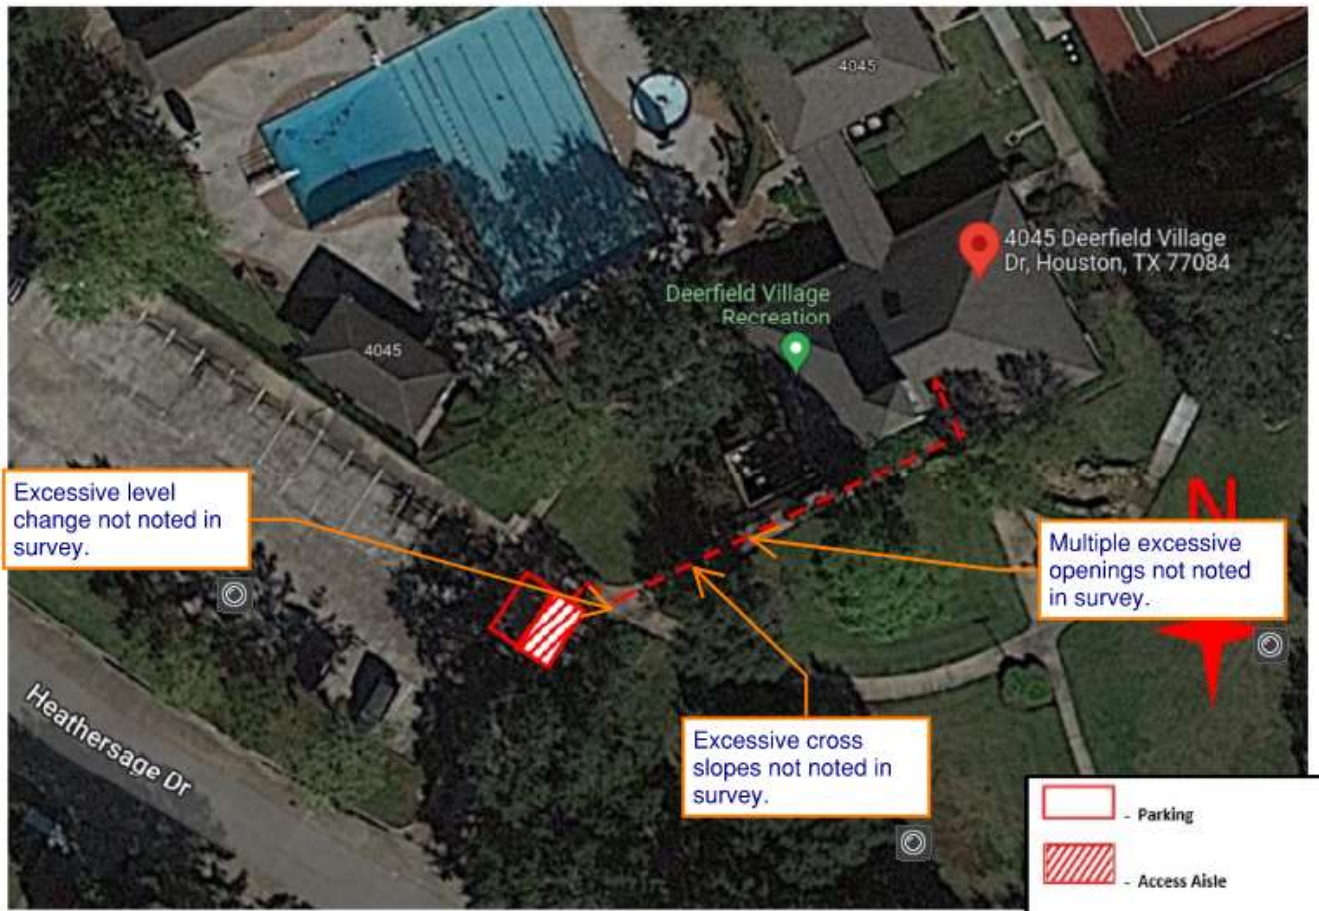 4045
4045 Deerfield Village
Dr, Houston, TX 77084
Deerfield Village
Recreation
4045
Excessive level
change not noted in
survey.
N
Multiple excessive
openings not noted
in survey.
Heathersage Dr
Excessive cross
slopes not noted in
survey.
- Parking
- Access Aisle